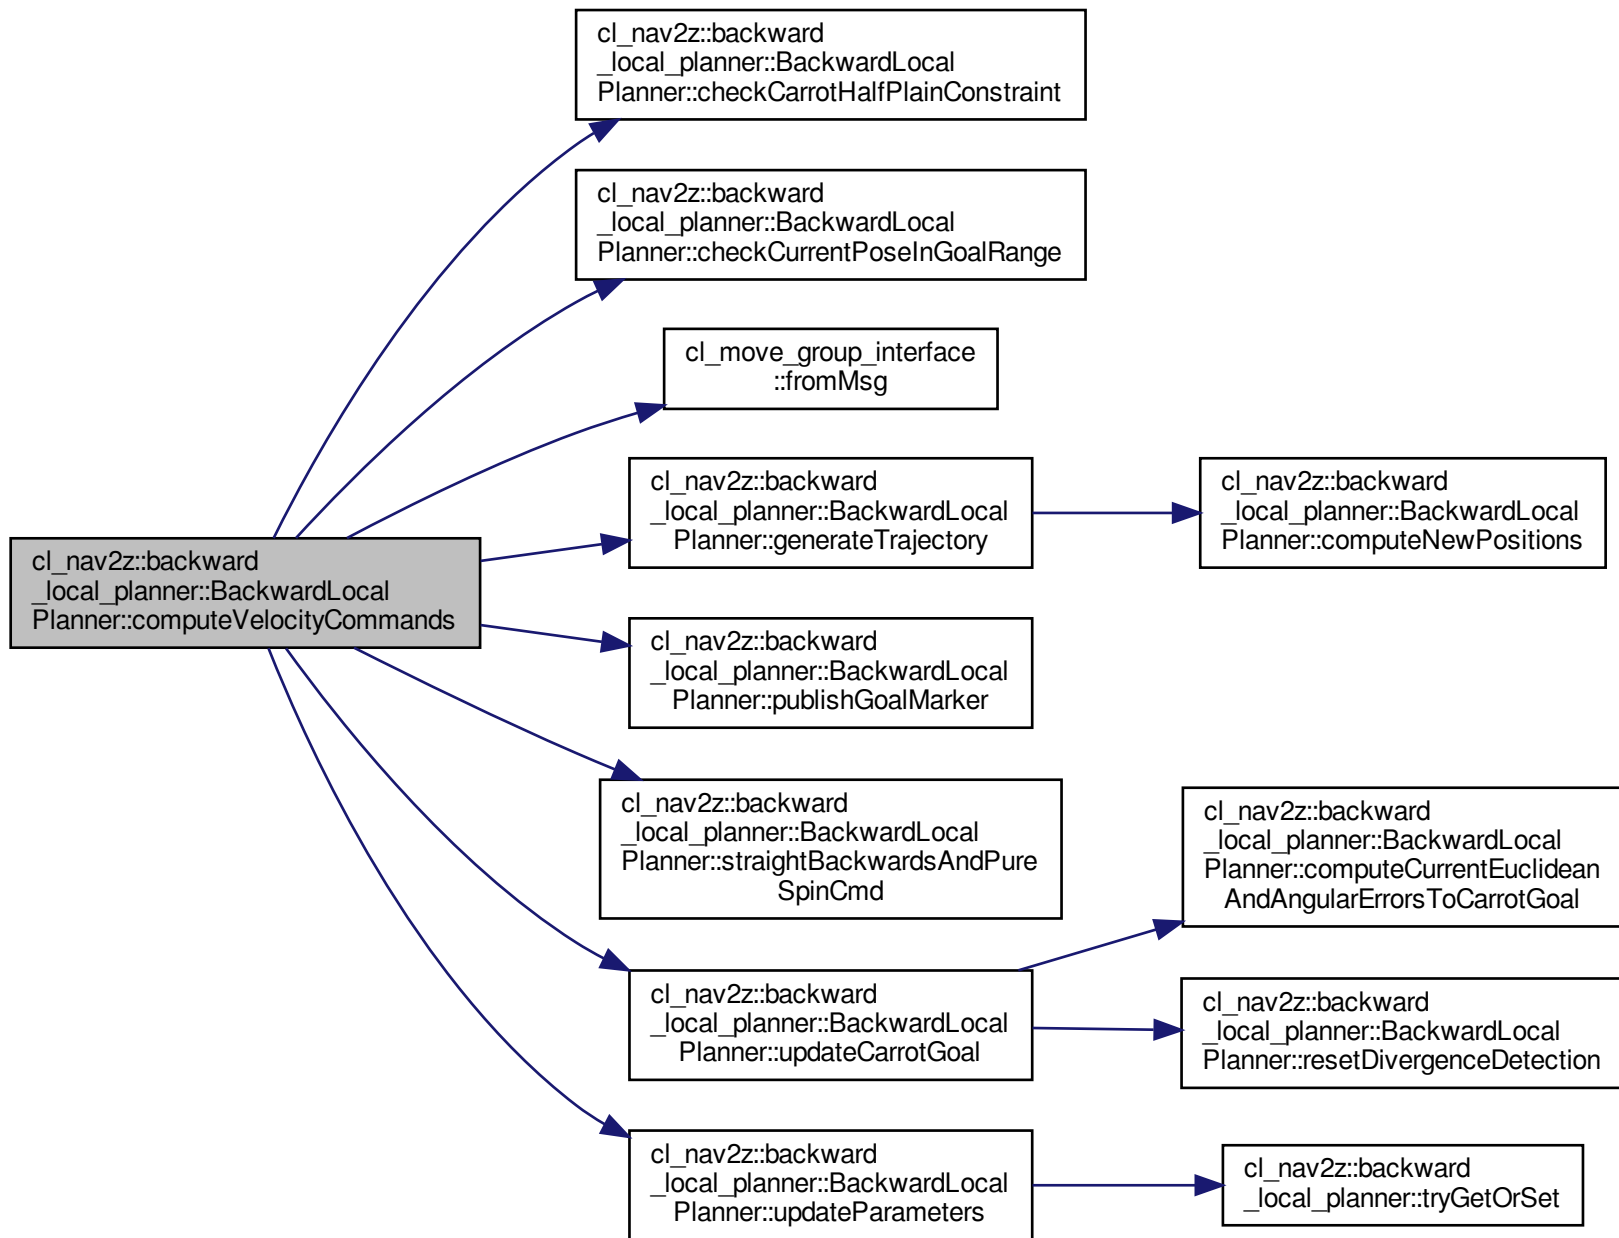 cl_nav2z::backward
_local_planner::BackwardLocal
Planner::computeVelocityCommands
cl_nav2z::backward
_local_planner::BackwardLocal
Planner::checkCarrotHalfPlainConstraint
cl_nav2z::backward
_local_planner::BackwardLocal
Planner::checkCurrentPoseInGoalRange
cl_move_group_interface
::fromMsg
cl_nav2z::backward
_local_planner::BackwardLocal
Planner::generateTrajectory
cl_nav2z::backward
_local_planner::BackwardLocal
Planner::computeNewPositions
cl_nav2z::backward
_local_planner::BackwardLocal
Planner::publishGoalMarker
cl_nav2z::backward
_local_planner::BackwardLocal
Planner::straightBackwardsAndPure
SpinCmd
cl_nav2z::backward
_local_planner::BackwardLocal
Planner::updateCarrotGoal
cl_nav2z::backward
_local_planner::BackwardLocal
Planner::computeCurrentEuclidean
AndAngularErrorsToCarrotGoal
cl_nav2z::backward
_local_planner::BackwardLocal
Planner::resetDivergenceDetection
cl_nav2z::backward
_local_planner::BackwardLocal
Planner::updateParameters
cl_nav2z::backward
_local_planner::tryGetOrSet